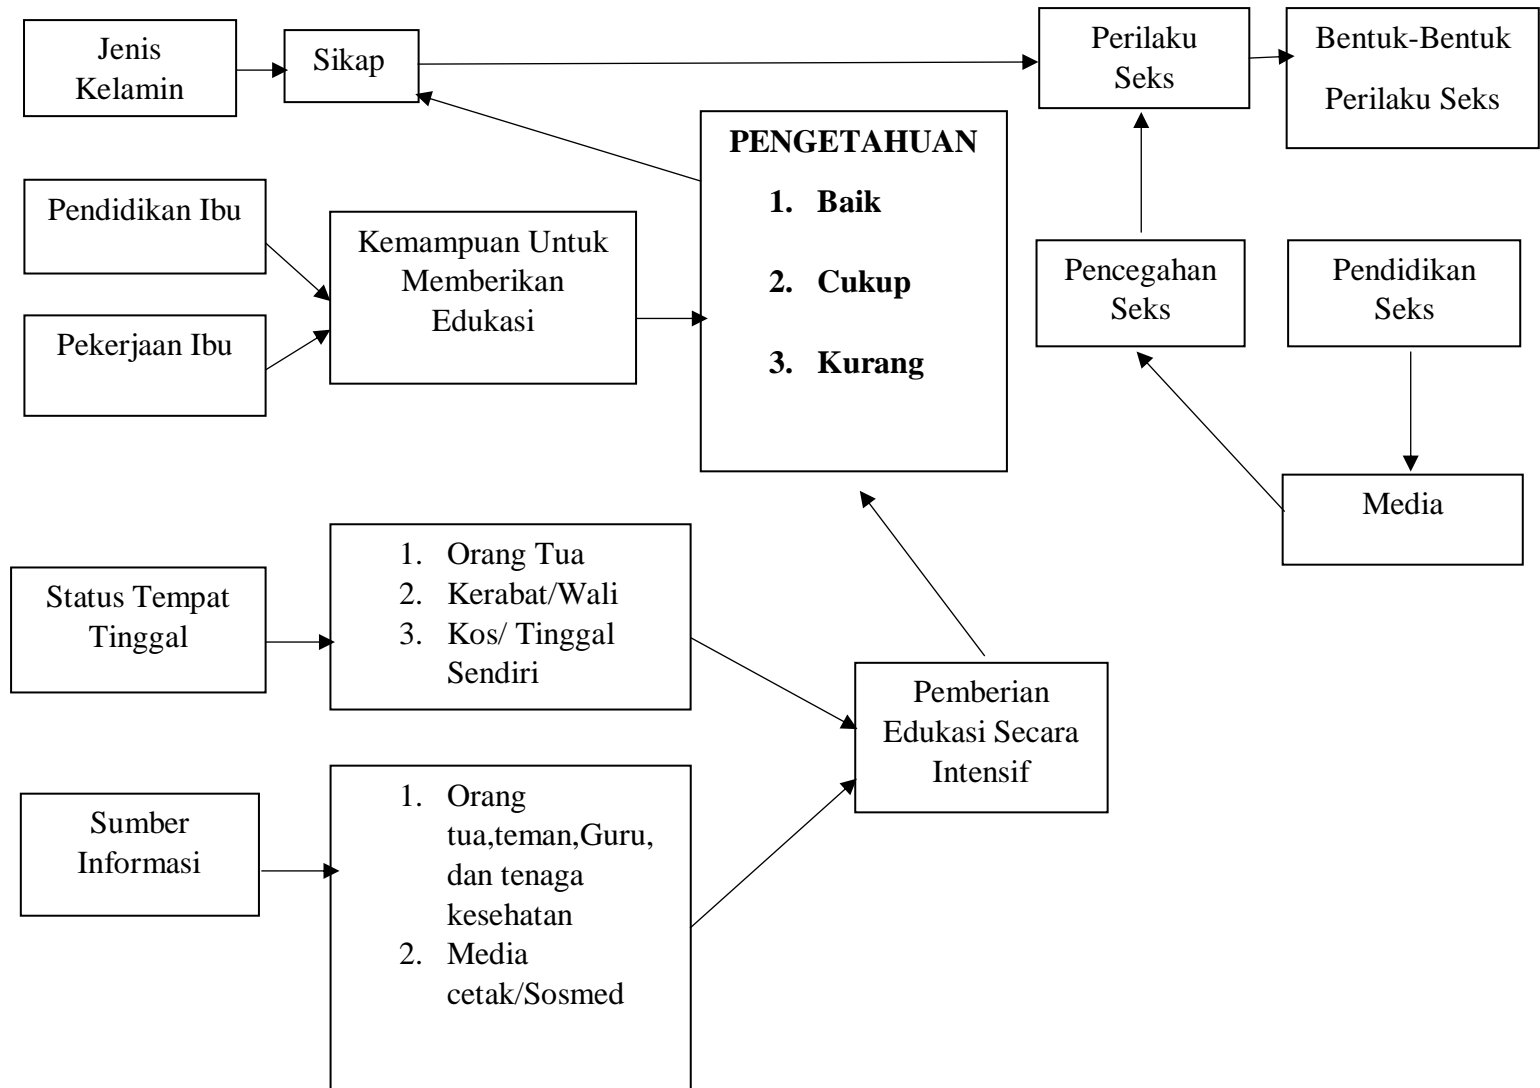 Jenis
Kelamin
Sikap
Perilaku
Seks
Bentuk-Bentuk
Perilaku Seks
PENGETAHUAN
1. Baik
2. Cukup
3. Kurang
Pendidikan Ibu
Kemampuan Untuk
Memberikan
Edukasi
Pekerjaan Ibu
Pencegahan
Seks
Pendidikan
Seks
Media
Status Tempat
Tinggal
1. Orang Tua
2. Kerabat/Wali
3. Kos/ Tinggal
Sendiri
Pemberian
Edukasi Secara
Intensif
Sumber
Informasi
1. Orang
tua,teman,Guru,
dan tenaga
kesehatan
2. Media
cetak/Sosmed